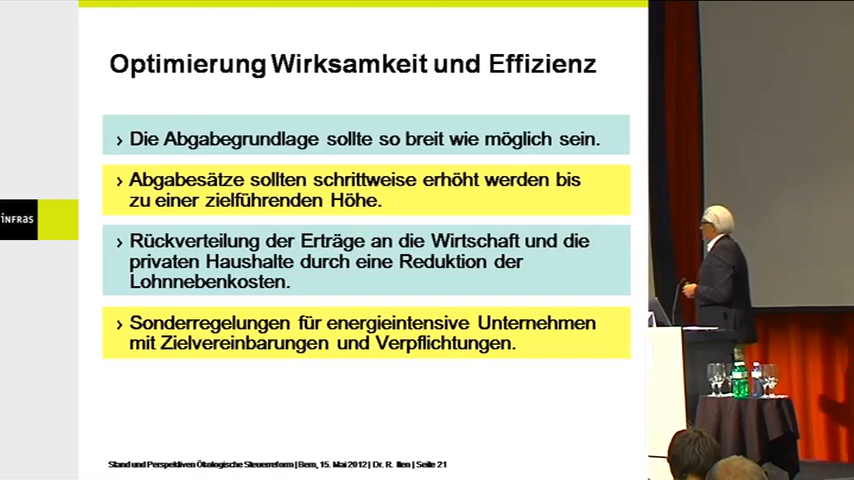 Optimierung Wirksamkeit und Effizienz
› Die Abgabegrundlage sollte so breit wie möglich sein.
› Abgabesätze sollten schrittweise erhöht werden bis
zu einer zielführenden Höhe.
› Rückverteilung der Erträge an die Wirtschaft und die
privaten Haushalte durch eine Reduktion der
Lohnnebenkosten.
› Sonderregelungen für energieintensive Unternehmen
mit Zielvereinbarungen und Verpflichtungen.
INFRAS
Stand und Perspektiven Ökologische Steuerreform | Bern, 15. Mai 2012 | Dr. R. Iten | Seite 21